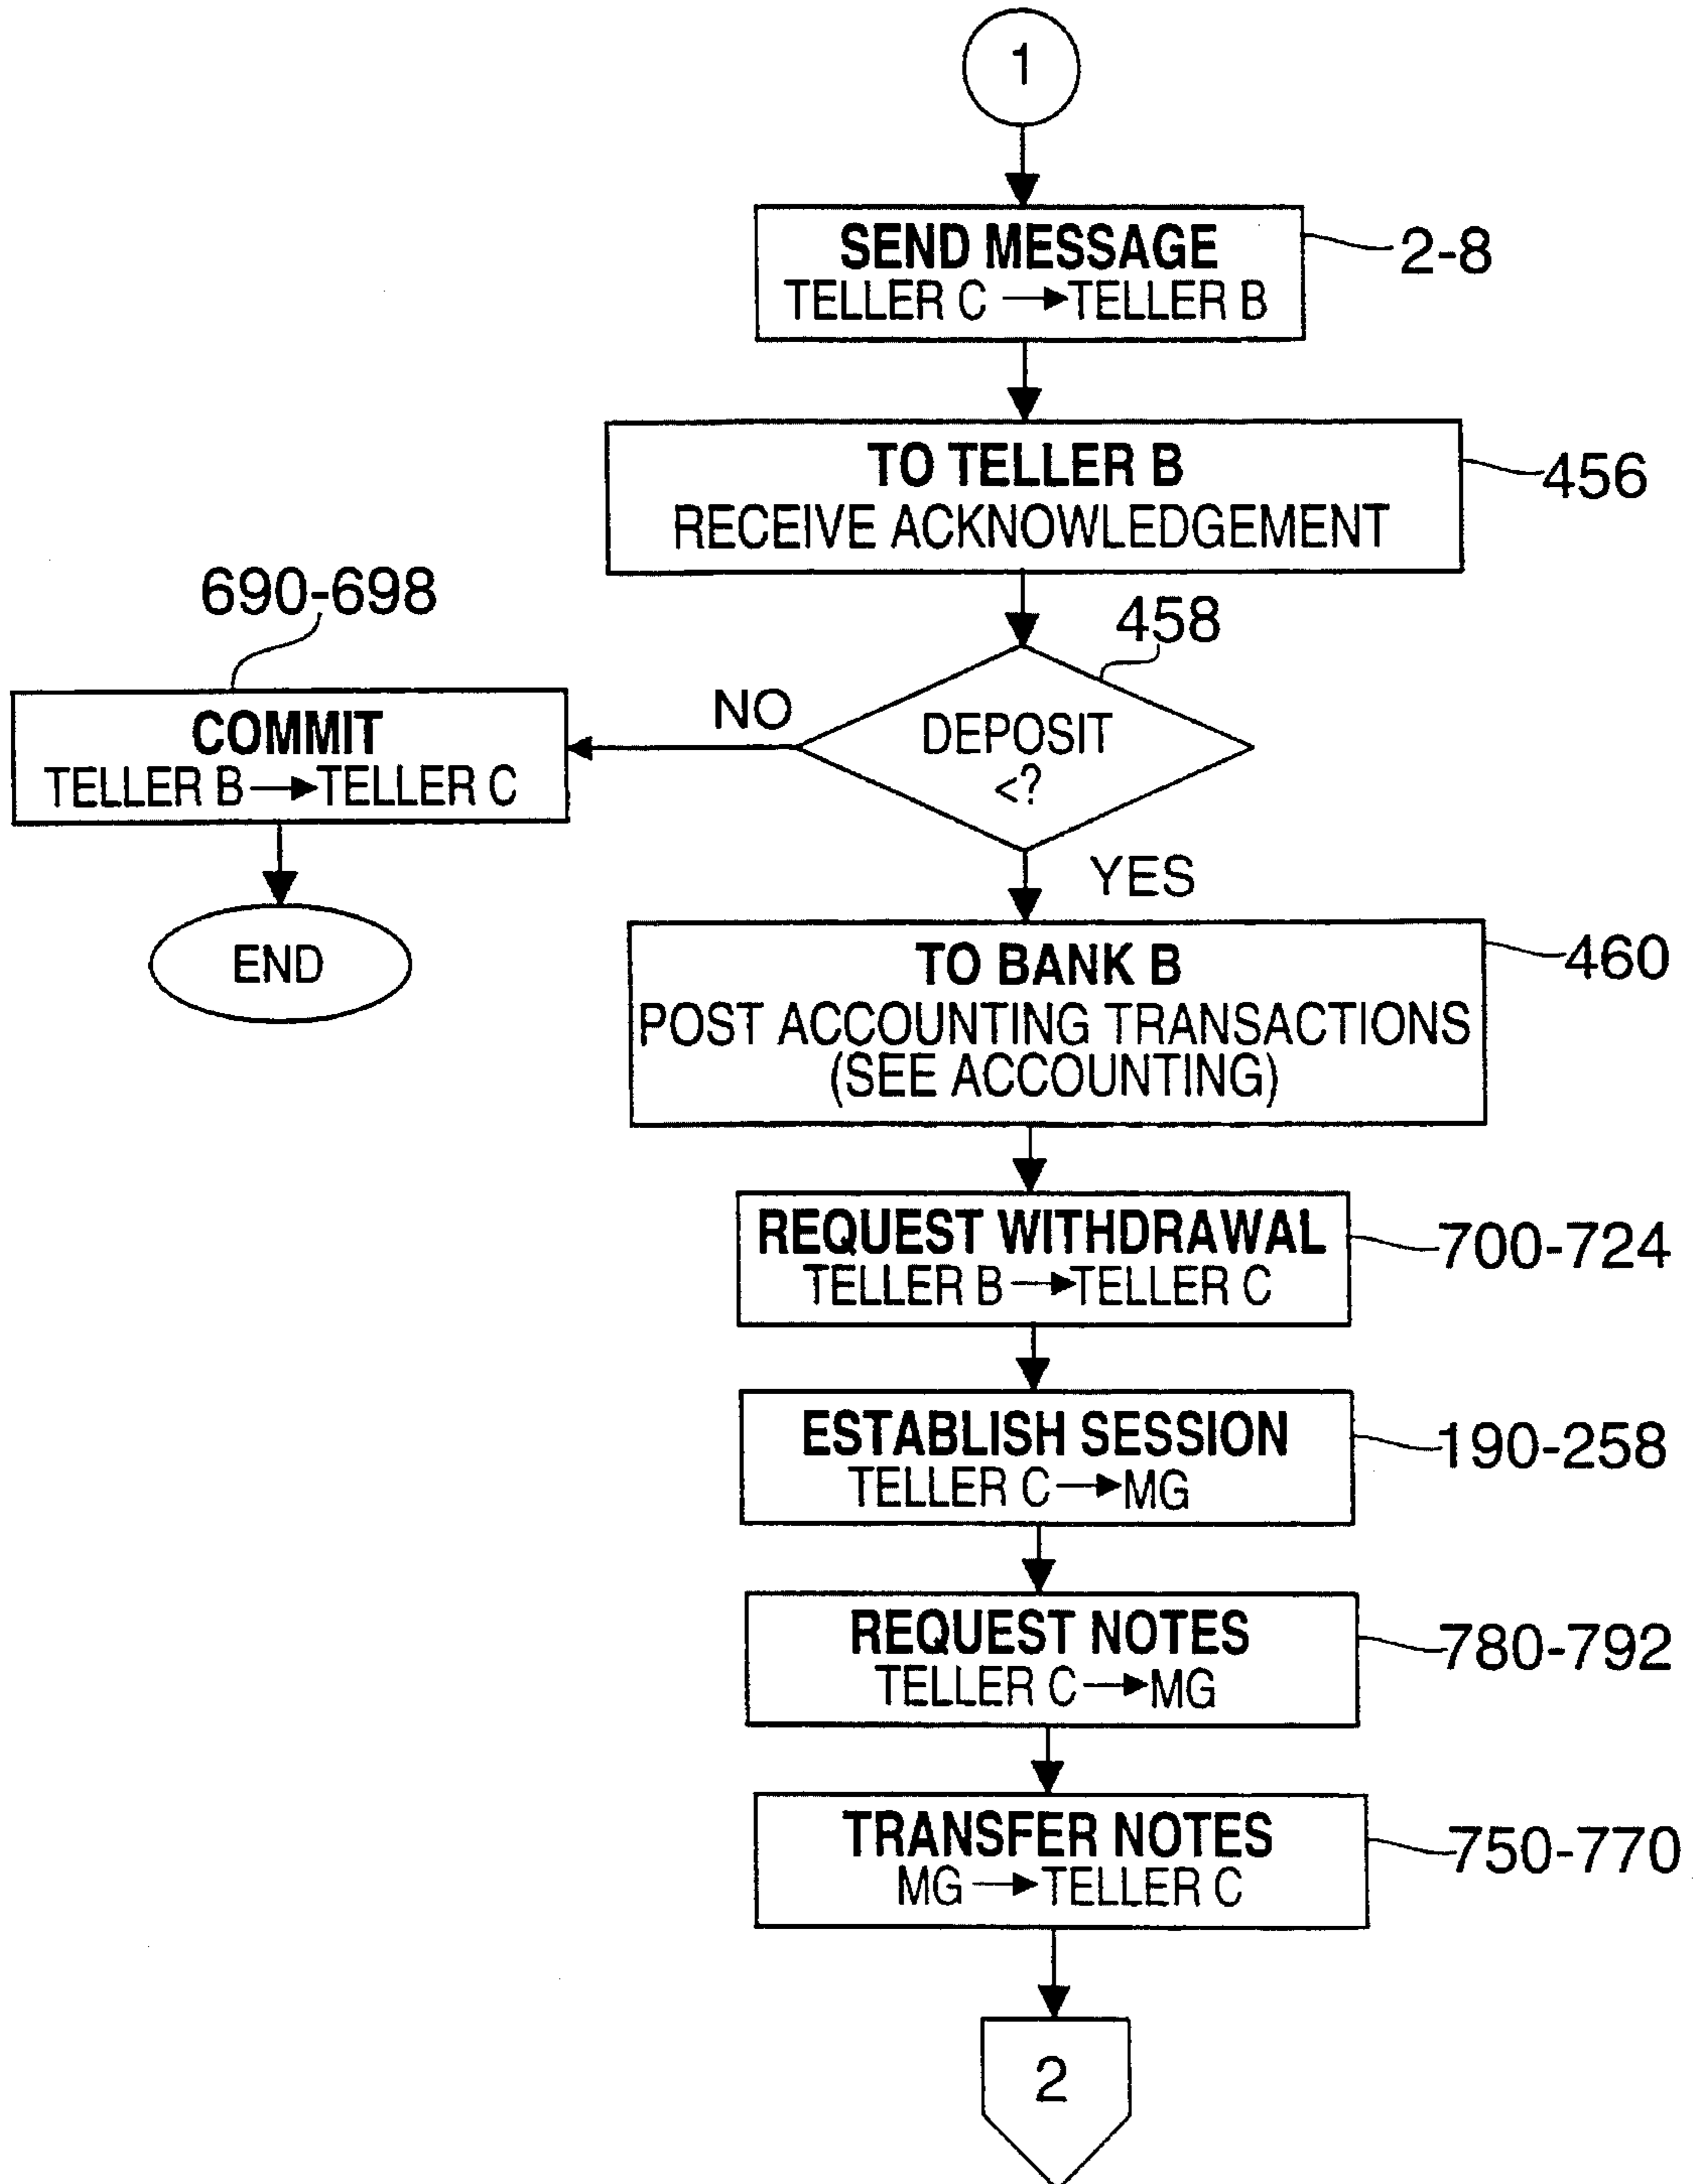 1
SEND MESSAGE
TELLER C → TELLER B
2-8
TO TELLER B
RECEIVE ACKNOWLEDGEMENT
456
690-698
458
COMMIT
TELLER B → TELLER C
NO
DEPOSIT
<?
YES
END
TO BANK B
POST ACCOUNTING TRANSACTIONS
(SEE ACCOUNTING)
460
REQUEST WITHDRAWAL
TELLER B → TELLER C
700-724
ESTABLISH SESSION
TELLER C → MG
190-258
REQUEST NOTES
TELLER C → MG
780-792
TRANSFER NOTES
MG → TELLER C
750-770
2